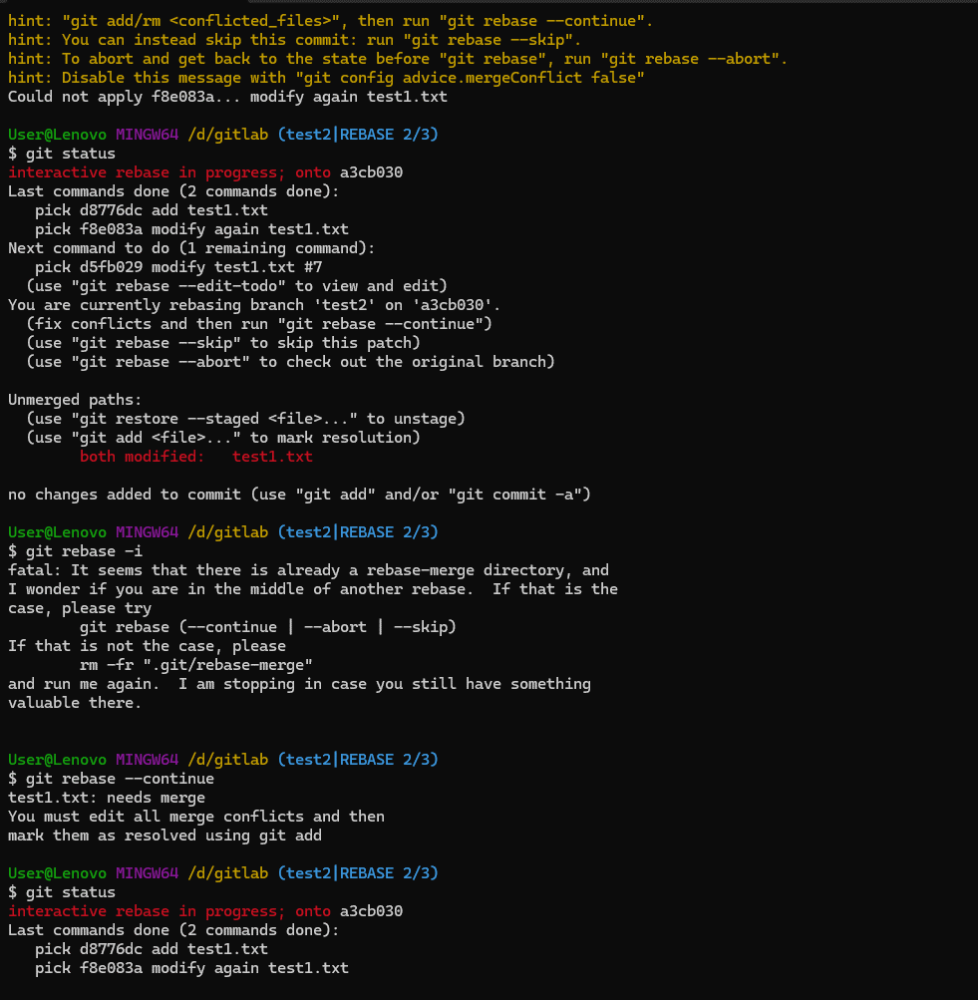 hint: "git add/rm <conflicted_files>", then run "git rebase --continue".
hint: You can instead skip this commit: run "git rebase --skip".
hint: To abort and get back to the state before "git rebase", run "git rebase --abort".
hint: Disable this message with "git config advice.mergeConflict false"
Could not apply f8e083a... modify again test1.txt

User@Lenovo MINGW64 /d/gitlab (test2|REBASE 2/3)
$ git status
interactive rebase in progress; onto a3cb030
Last commands done (2 commands done):
   pick d8776dc add test1.txt
   pick f8e083a modify again test1.txt
Next command to do (1 remaining command):
   pick d5fb029 modify test1.txt #7
  (use "git rebase --edit-todo" to view and edit)
You are currently rebasing branch 'test2' on 'a3cb030'.
  (fix conflicts and then run "git rebase --continue")
  (use "git rebase --skip" to skip this patch)
  (use "git rebase --abort" to check out the original branch)

Unmerged paths:
  (use "git restore --staged <file>..." to unstage)
  (use "git add <file>..." to mark resolution)
        both modified:   test1.txt

no changes added to commit (use "git add" and/or "git commit -a")

User@Lenovo MINGW64 /d/gitlab (test2|REBASE 2/3)
$ git rebase -i
fatal: It seems that there is already a rebase-merge directory, and
I wonder if you are in the middle of another rebase.  If that is the
case, please try
        git rebase (--continue | --abort | --skip)
If that is not the case, please
        rm -fr ".git/rebase-merge"
and run me again.  I am stopping in case you still have something
valuable there.

User@Lenovo MINGW64 /d/gitlab (test2|REBASE 2/3)
$ git rebase --continue
test1.txt: needs merge
You must edit all merge conflicts and then
mark them as resolved using git add

User@Lenovo MINGW64 /d/gitlab (test2|REBASE 2/3)
$ git status
interactive rebase in progress; onto a3cb030
Last commands done (2 commands done):
   pick d8776dc add test1.txt
   pick f8e083a modify again test1.txt